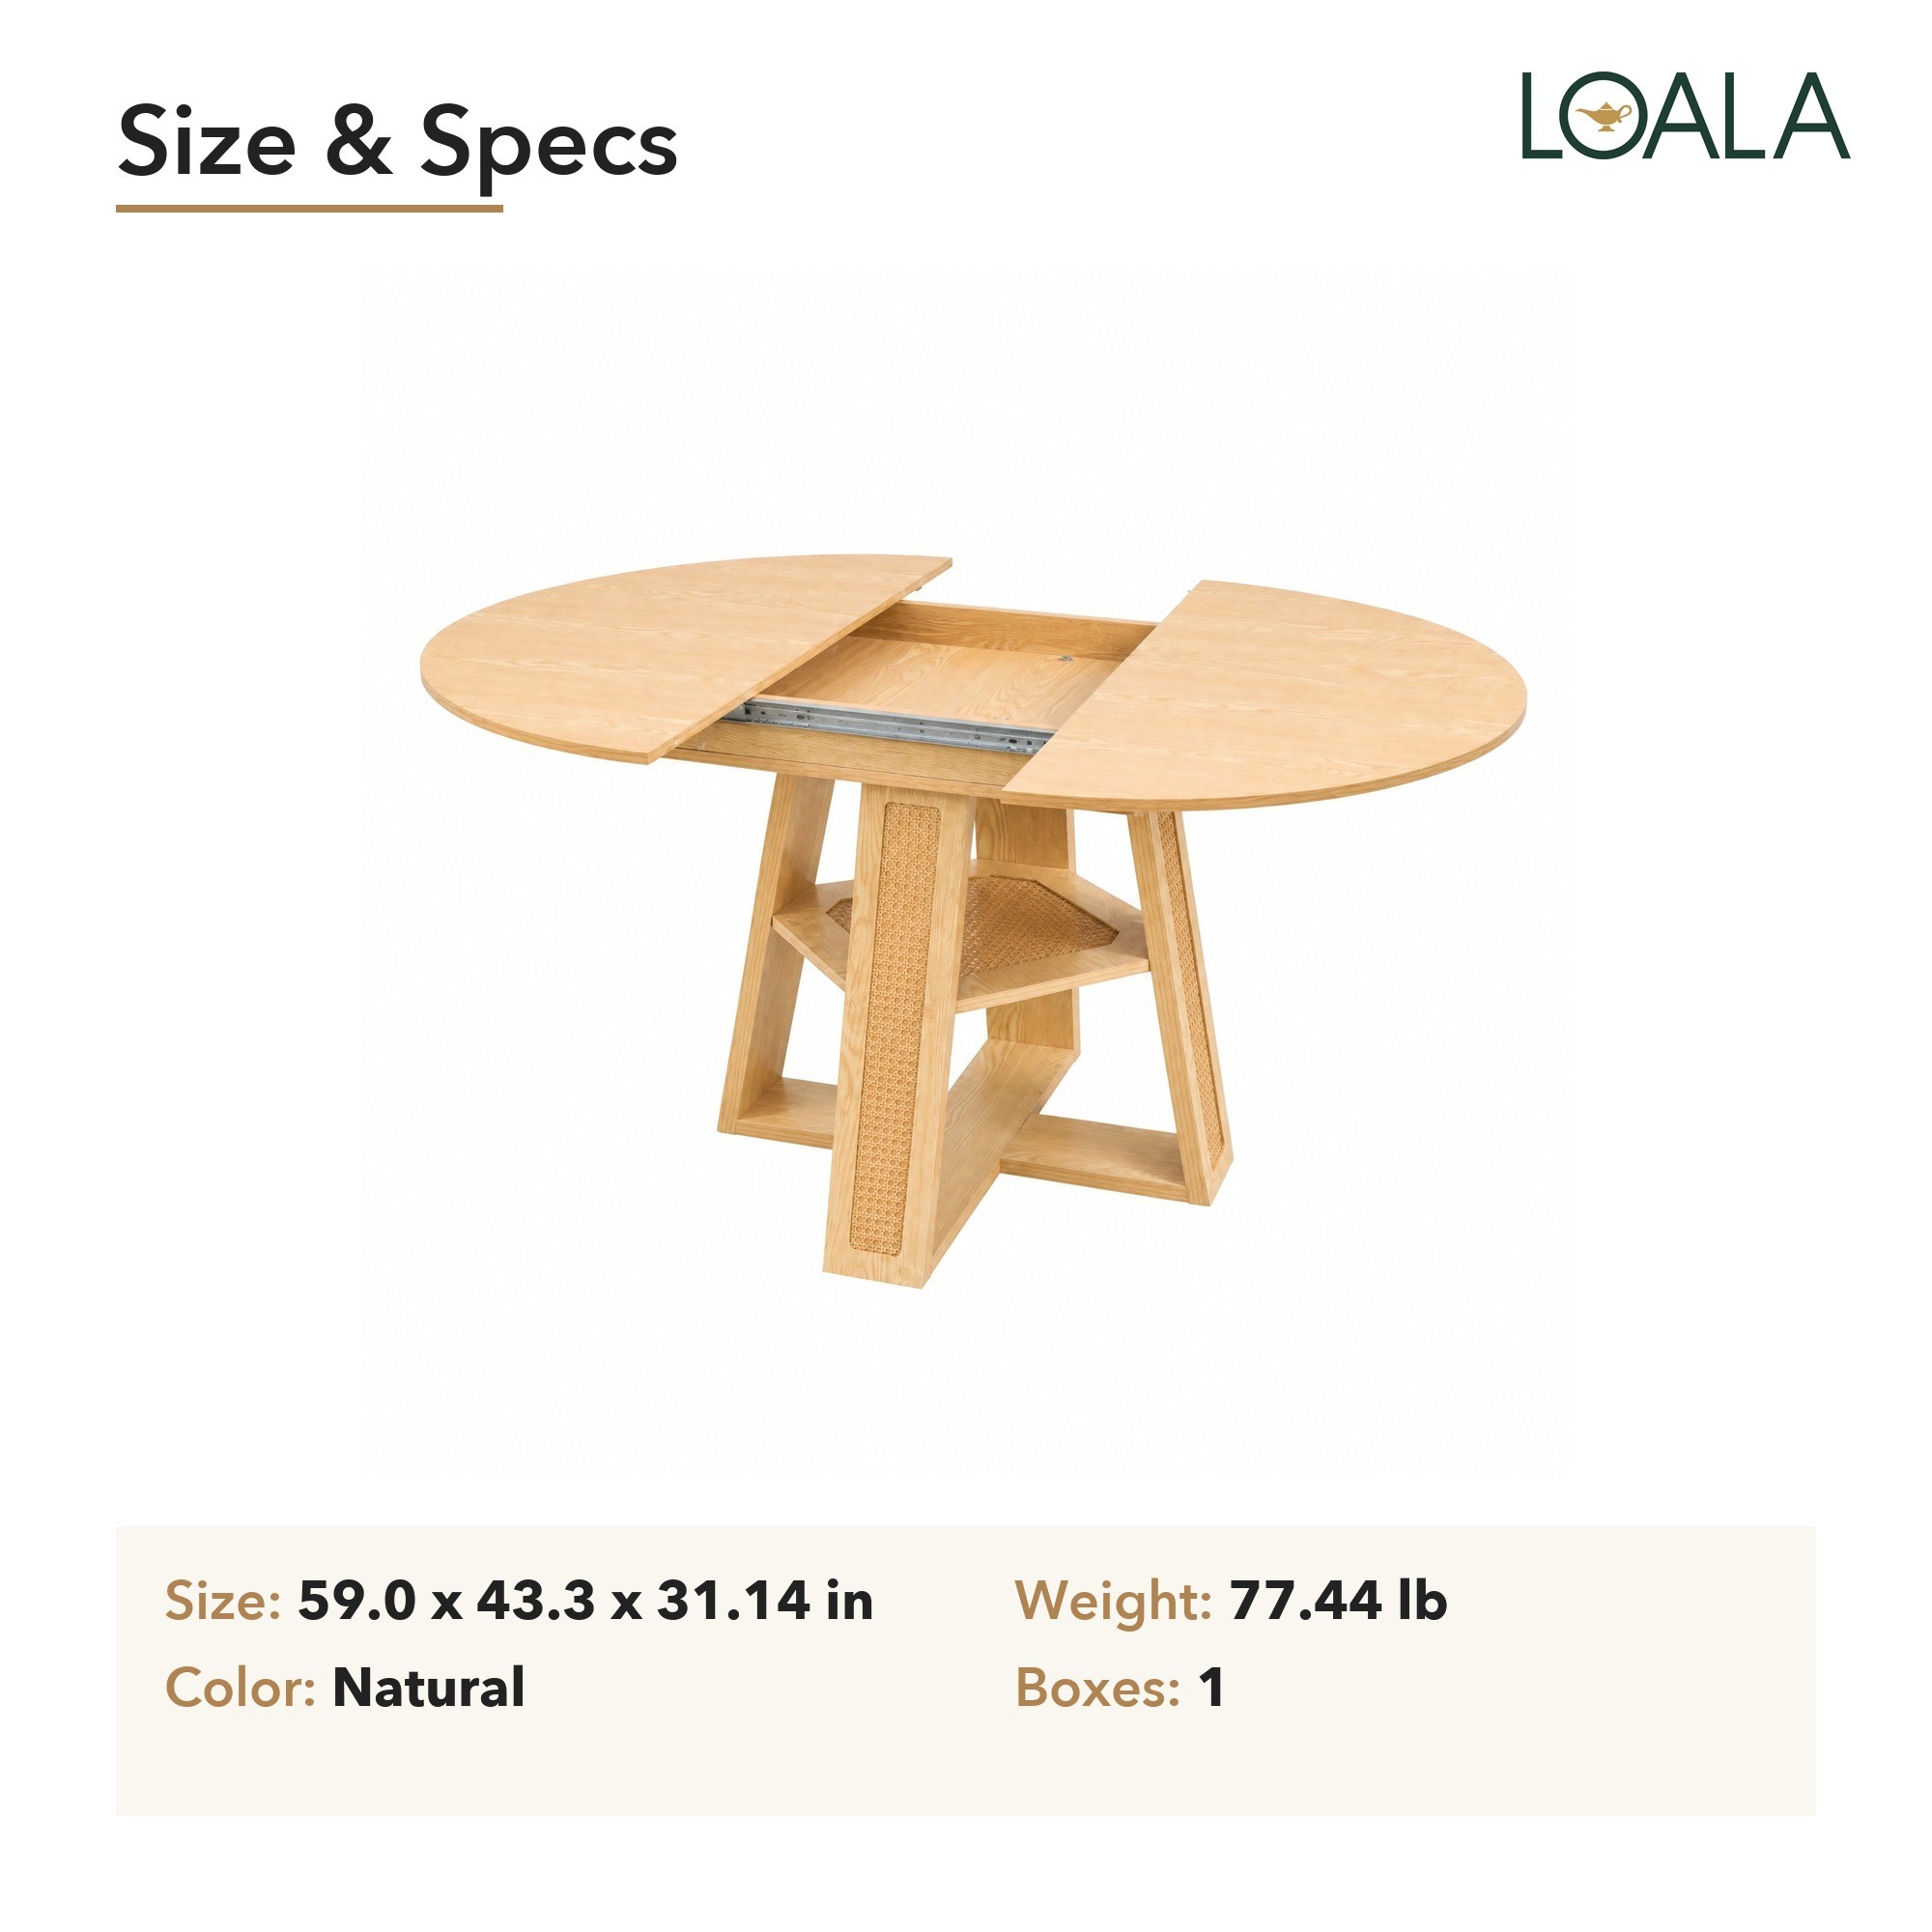 Size & Specs
LOALA
Size: 59.0 x 43.3 x 31.14 in
Weight: 77.44 lb
Color: Natural
Boxes: 1